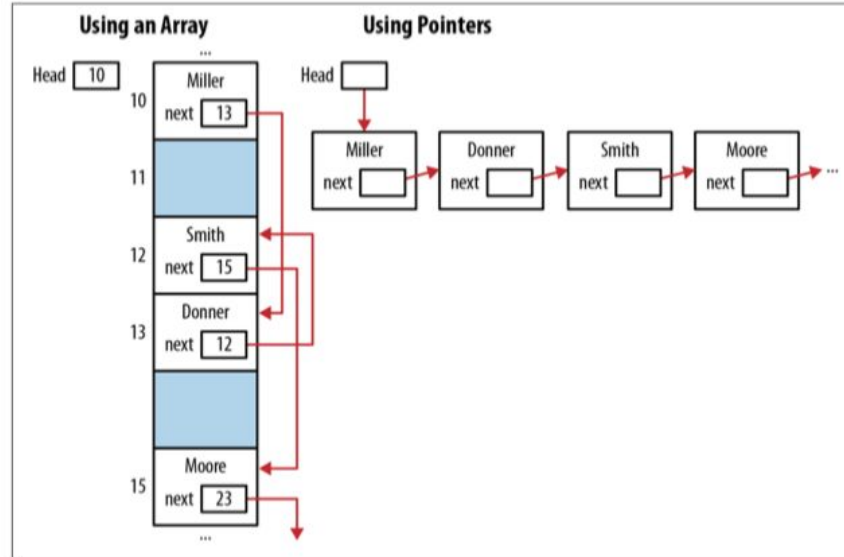 Using an Array
...
Head 10
10
Miller
next 13
11
12
Smith
next 15
13
Donner
next 12
15
Moore
next 23
...
Using Pointers
Head
Miller
next
Donner
next
Smith
next
Moore
next
...